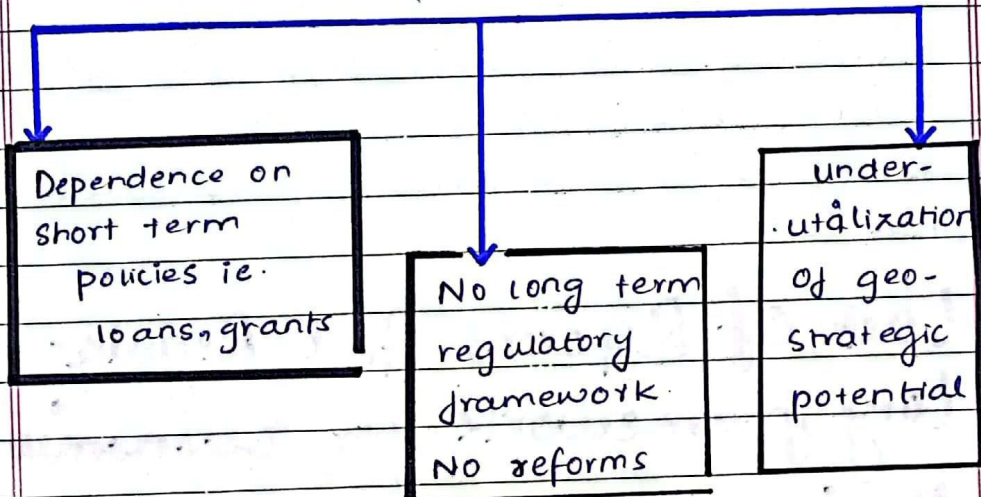 Dependence on
short term
policies ie.
loans, grants
No long term
regulatory
framework.
No reforms
under-
utilization
of geo-
strategic
potential